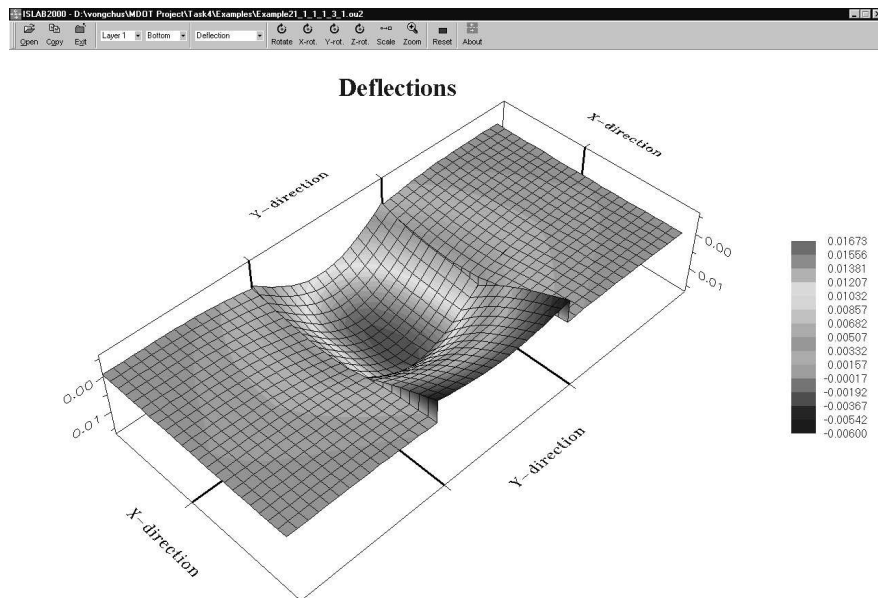 ISLAB2000 - D:\vongchus\MDOT Project\Task4\Examples\Example21_1_1_1_3_1.ou2
Open Copy Exit Layer 1 Bottom Deflection Rotate X-rot. Y-rot. Z-rot. Scale Zoom Reset About
Deflections
X-direction
Y-direction
0.00
0.01
0.00
0.01
Y-direction
X-direction
0.01673
0.01556
0.01381
0.01207
0.01032
0.00857
0.00682
0.00507
0.00332
0.00157
-0.00017
-0.00192
-0.00367
-0.00542
-0.00600